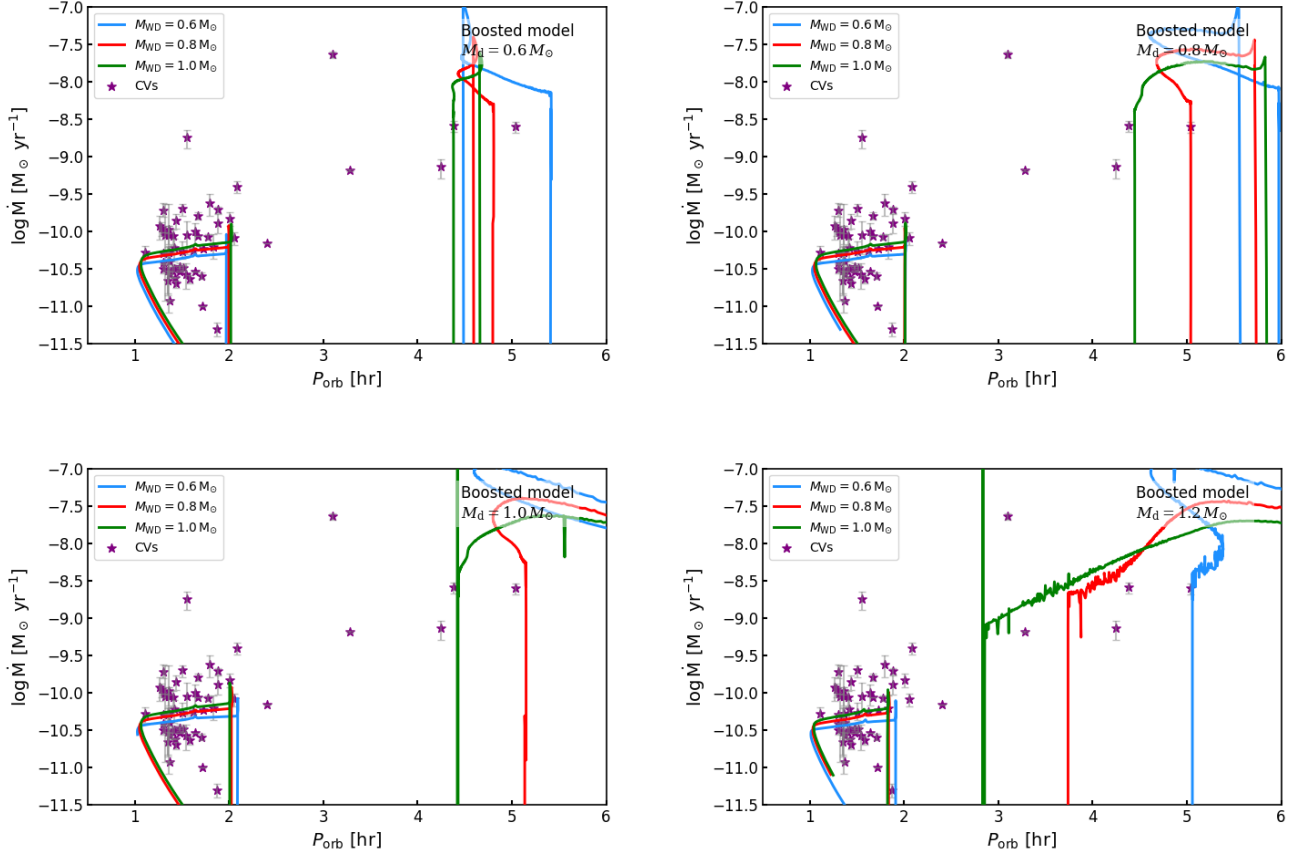 −7.0
−7.5
−8.0
−8.5
−9.0
−9.5
−10.0
−10.5
−11.0
−11.5
log Ṁ [M⊙ yr⁻¹]
M_WD = 0.6 M⊙
M_WD = 0.8 M⊙
M_WD = 1.0 M⊙
CVs
Boosted model
M_d = 0.6 M⊙
1 2 3 4 5 6
P_orb [hr]
−7.0
−7.5
−8.0
−8.5
−9.0
−9.5
−10.0
−10.5
−11.0
−11.5
log Ṁ [M⊙ yr⁻¹]
M_WD = 0.6 M⊙
M_WD = 0.8 M⊙
M_WD = 1.0 M⊙
CVs
Boosted model
M_d = 0.8 M⊙
1 2 3 4 5 6
P_orb [hr]
−7.0
−7.5
−8.0
−8.5
−9.0
−9.5
−10.0
−10.5
−11.0
−11.5
log Ṁ [M⊙ yr⁻¹]
M_WD = 0.6 M⊙
M_WD = 0.8 M⊙
M_WD = 1.0 M⊙
CVs
Boosted model
M_d = 1.0 M⊙
1 2 3 4 5 6
P_orb [hr]
−7.0
−7.5
−8.0
−8.5
−9.0
−9.5
−10.0
−10.5
−11.0
−11.5
log Ṁ [M⊙ yr⁻¹]
M_WD = 0.6 M⊙
M_WD = 0.8 M⊙
M_WD = 1.0 M⊙
CVs
Boosted model
M_d = 1.2 M⊙
1 2 3 4 5 6
P_orb [hr]